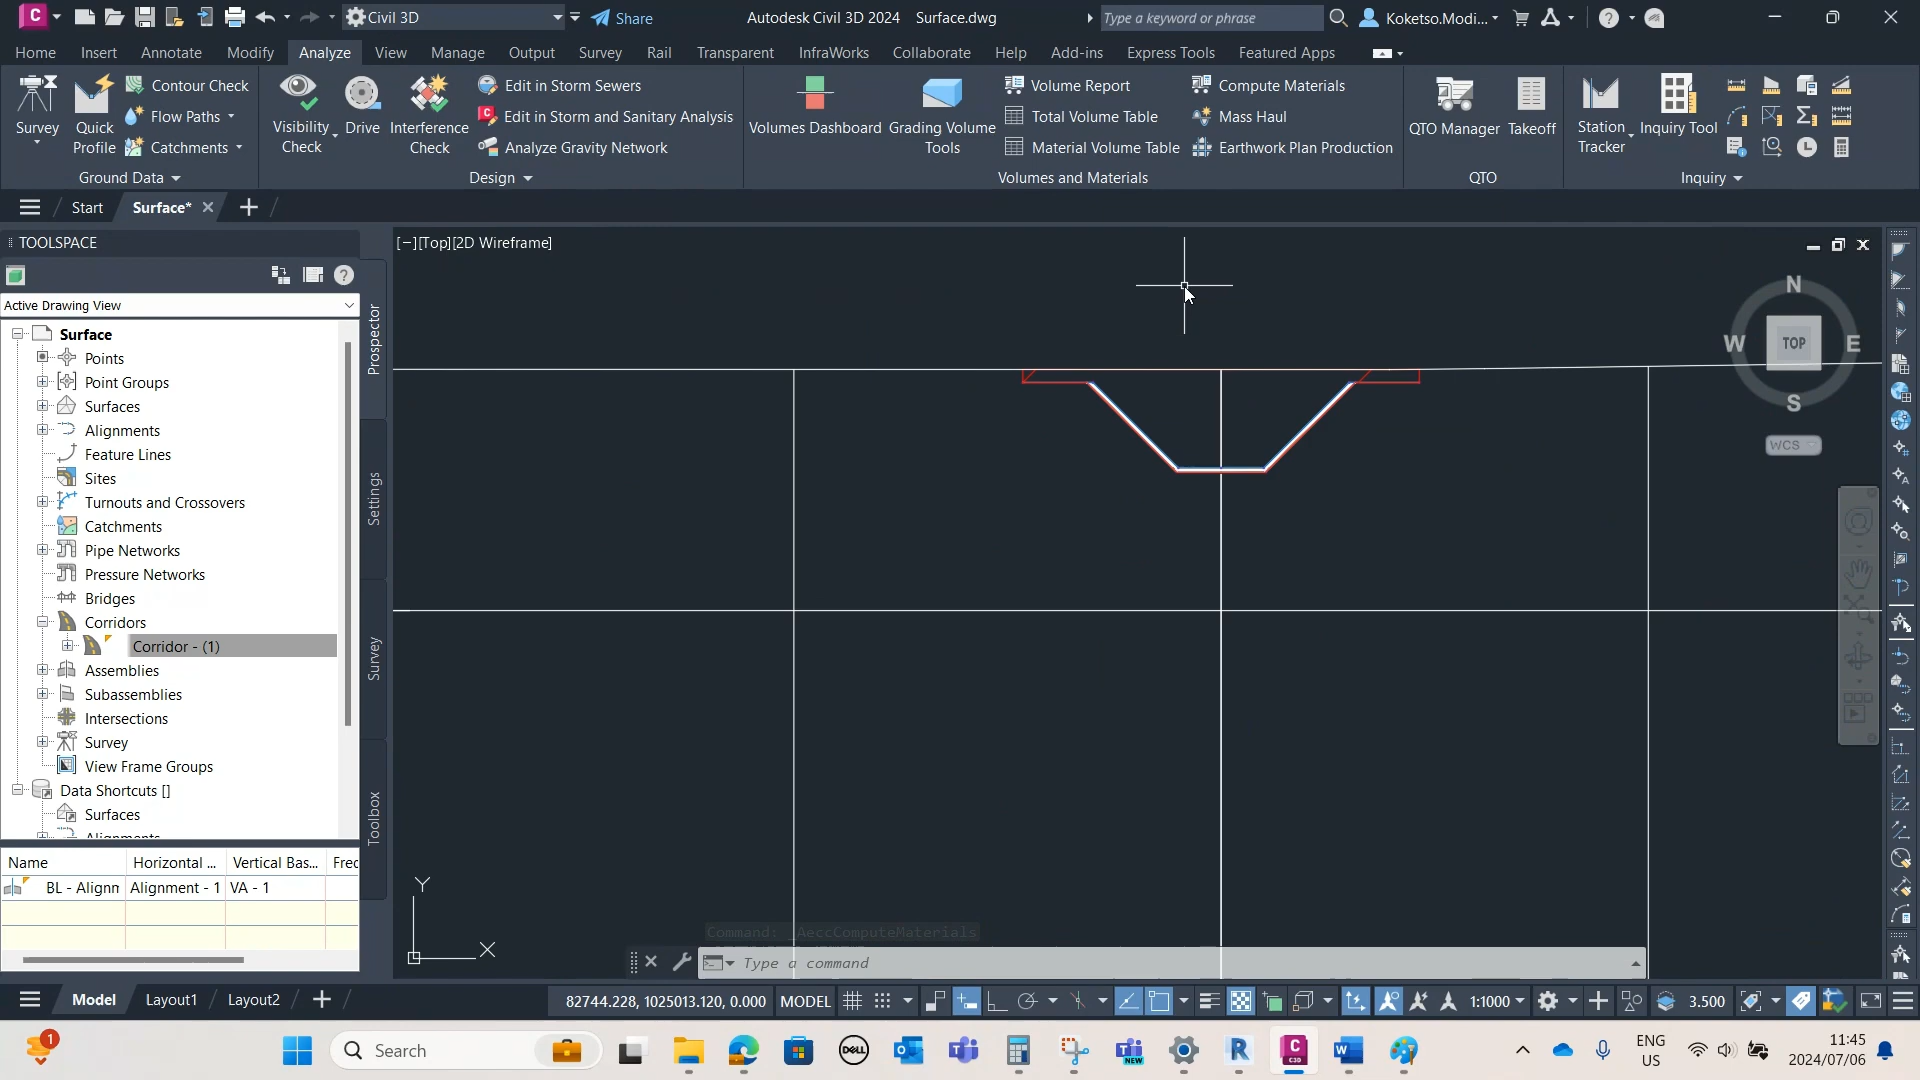 Civil 3D
Share
Autodesk Civil 3D 2024 Surface.dwg
Type a keyword or phrase
Koketso.Modi...
Home Insert Annotate Modify Analyze View Manage Output Survey Rail Transparent InfraWorks Collaborate Help Add-ins Express Tools Featured Apps
Survey
Quick Profile
Contour Check
Flow Paths
Catchments
Ground Data
Visibility Check
Drive
Interference Check
Edit in Storm Sewers
Edit in Storm and Sanitary Analysis
Analyze Gravity Network
Design
Volumes Dashboard
Grading Volume Tools
Volume Report
Total Volume Table
Material Volume Table
Compute Materials
Mass Haul
Earthwork Plan Production
Volumes and Materials
QTO Manager
Takeoff
QTO
Station Tracker
Inquiry Tool
Inquiry
Start
Surface*
TOOLSPACE
Active Drawing View
Surface
Points
Point Groups
Surfaces
Alignments
Feature Lines
Sites
Turnouts and Crossovers
Catchments
Pipe Networks
Pressure Networks
Bridges
Corridors
Corridor - (1)
Assemblies
Subassemblies
Intersections
Survey
View Frame Groups
Data Shortcuts []
Surfaces
Alignments
Prospector
Settings
Survey
Toolbox
Name Horizontal ... Vertical Bas... Frec
BL - Alignm Alignment - 1 VA - 1
[−][Top][2D Wireframe]
N
W TOP E
S
WCS
Y
X
Command: _AeccComputeMaterials
Type a command
Model Layout1 Layout2
82744.228, 1025013.120, 0.000 MODEL
1:1000
3.500
1
Search
DELL
NEW
C3D
ENG
US
11:45
2024/07/06